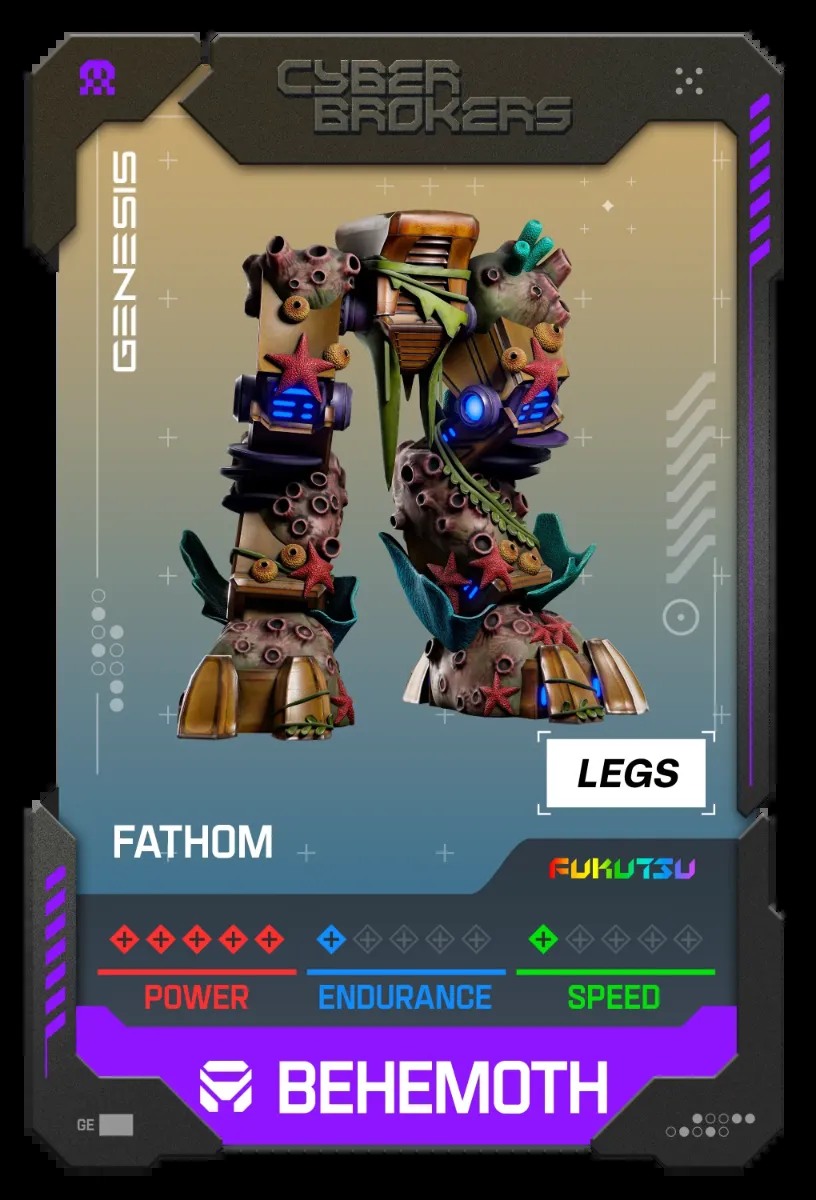 CYBER
BROKERS
GENESIS
LEGS
FATHOM
FUKUTSU
POWER
ENDURANCE
SPEED
BEHEMOTH
GE